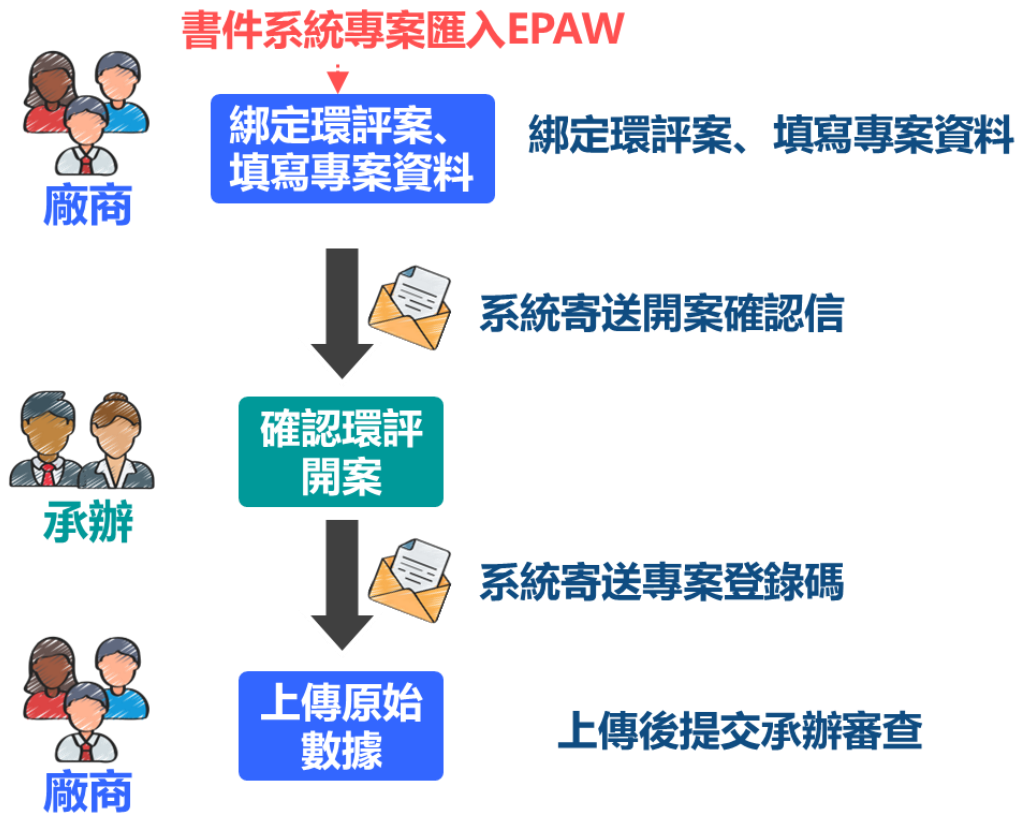 書件系統專案匯入EPAW
綁定環評案、
填寫專案資料
綁定環評案、填寫專案資料
廠商
系統寄送開案確認信
確認環評
開案
承辦
系統寄送專案登錄碼
上傳原始
數據
上傳後提交承辦審查
廠商